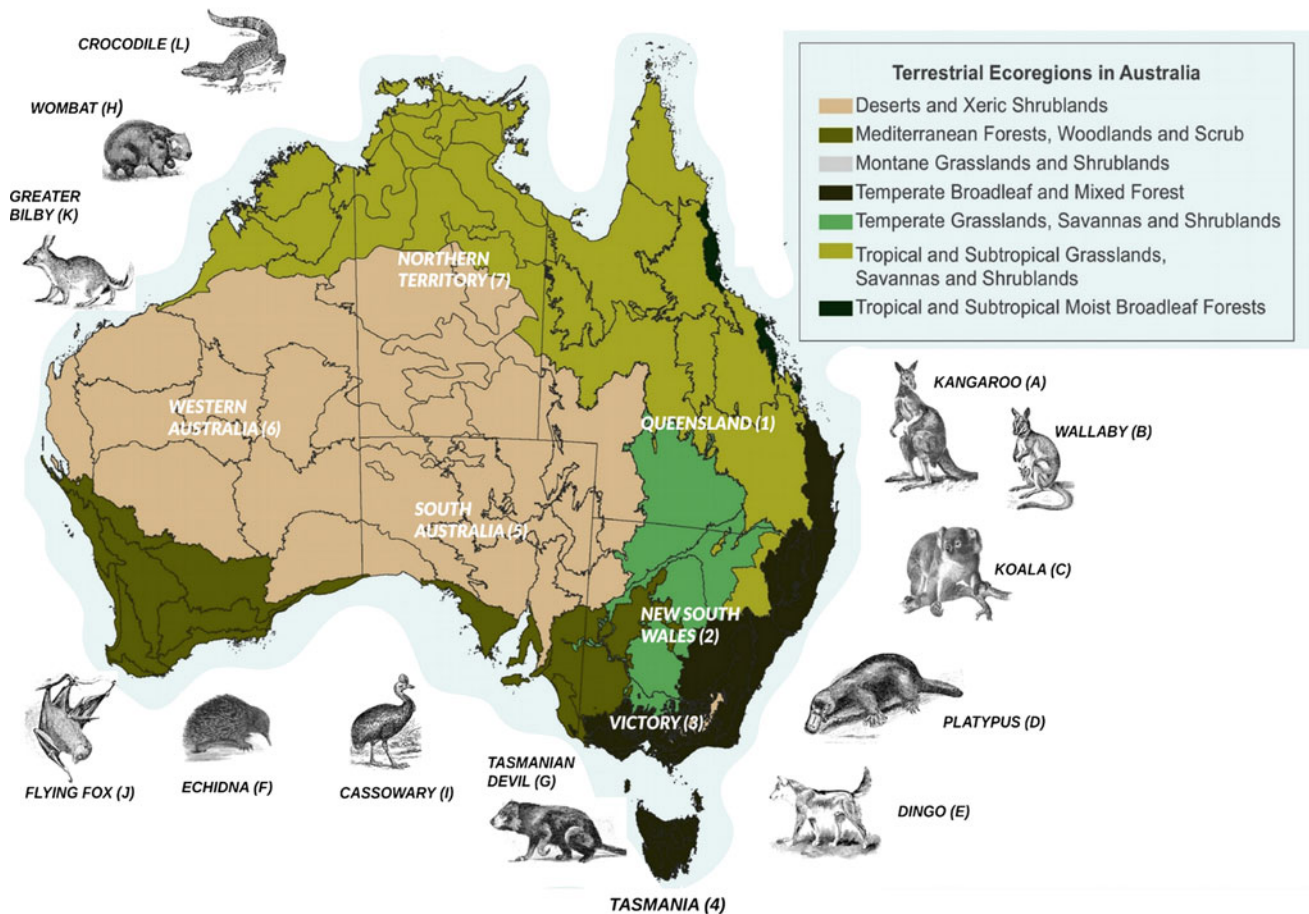 CROCODILE (L)
WOMBAT (H)
GREATER
BILBY (K)
Terrestrial Ecoregions in Australia
Deserts and Xeric Shrublands
Mediterranean Forests, Woodlands and Scrub
Montane Grasslands and Shrublands
Temperate Broadleaf and Mixed Forest
Temperate Grasslands, Savannas and Shrublands
Tropical and Subtropical Grasslands,
Savannas and Shrublands
Tropical and Subtropical Moist Broadleaf Forests
NORTHERN
TERRITORY (7)
WESTERN
AUSTRALIA (6)
QUEENSLAND (1)
SOUTH
AUSTRALIA (5)
NEW SOUTH
WALES (2)
VICTORY (3)
KANGAROO (A)
WALLABY (B)
KOALA (C)
PLATYPUS (D)
DINGO (E)
FLYING FOX (J)
ECHIDNA (F)
CASSOWARY (I)
TASMANIAN
DEVIL (G)
TASMANIA (4)